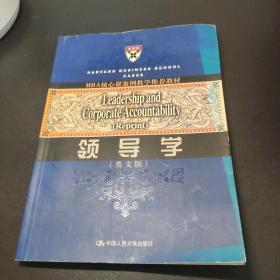 HARVARD BUSINESS SCHOOL
CASES
MBA核心课案例教学推荐教材
Leadership and
Corporate Accountability
(Reprint)
领导学
(英文版)
中国人民大学出版社